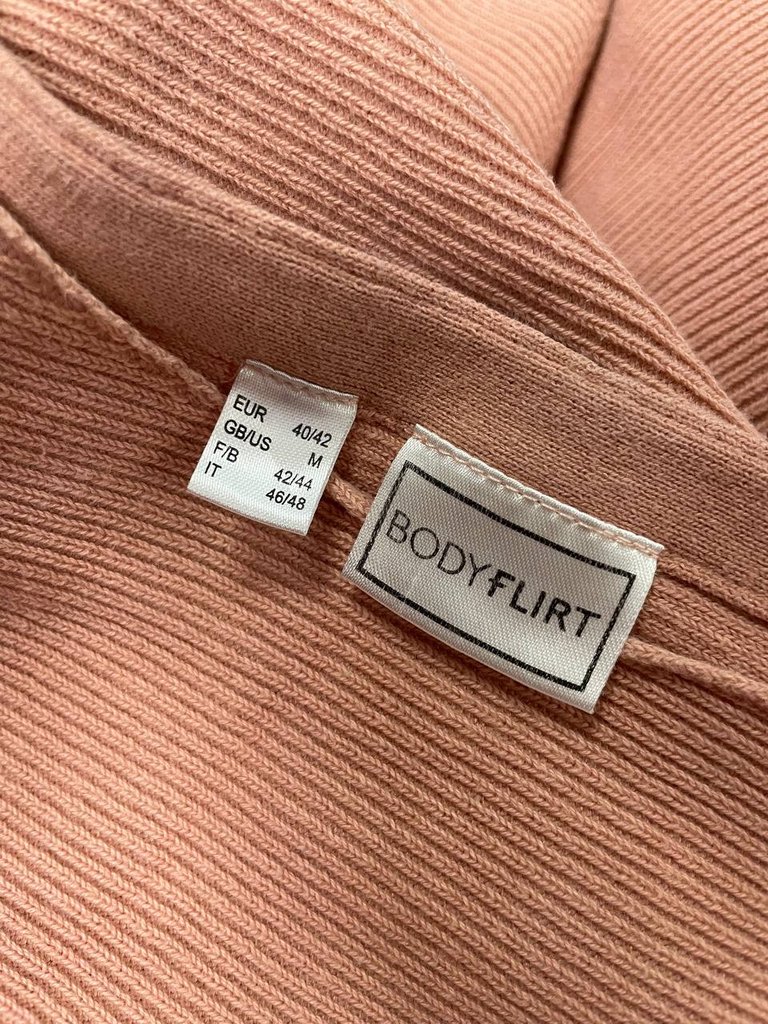 EUR 40/42
GB/US M
F/B 42/44
IT 46/48
BODYFLIRT